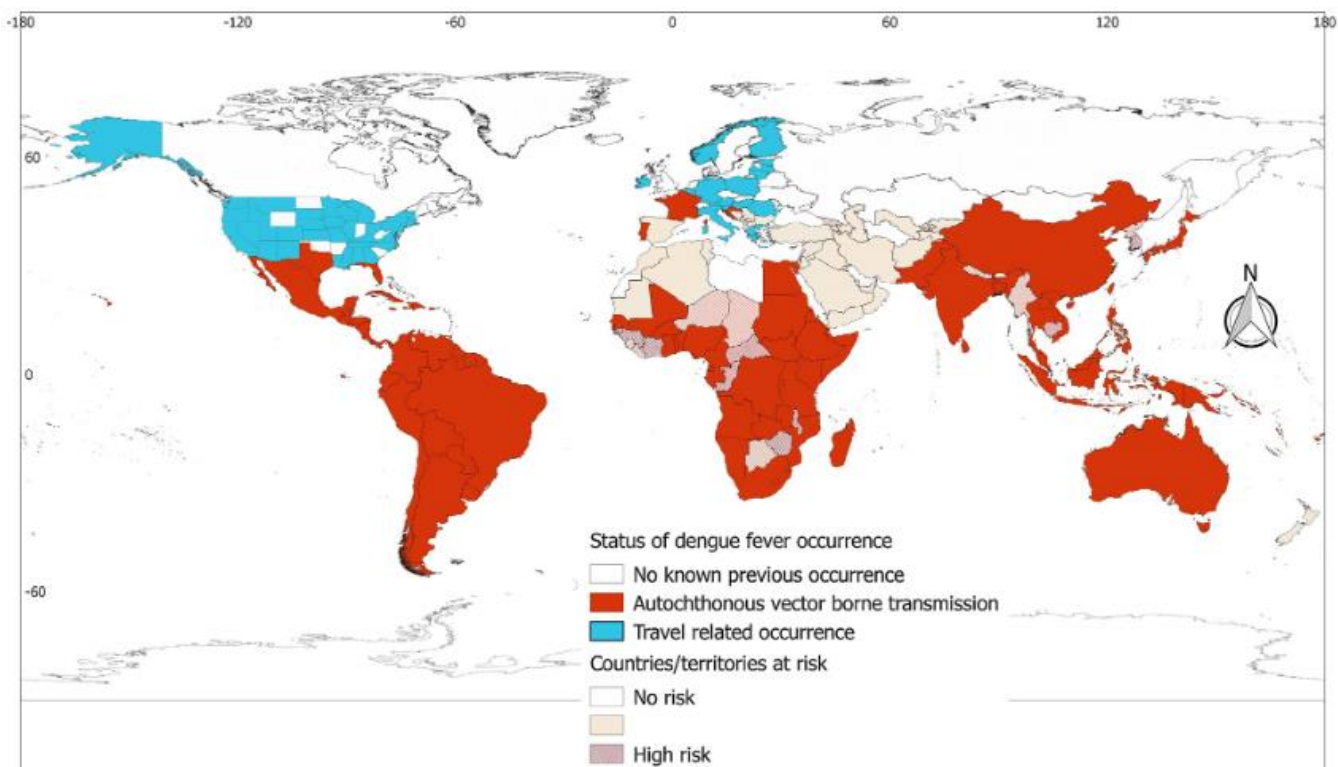 -180 -120 -60 0 60 120 180
60
N
0
Status of dengue fever occurrence
No known previous occurrence
-60
Autochthonous vector borne transmission
Travel related occurrence
Countries/territories at risk
No risk
High risk